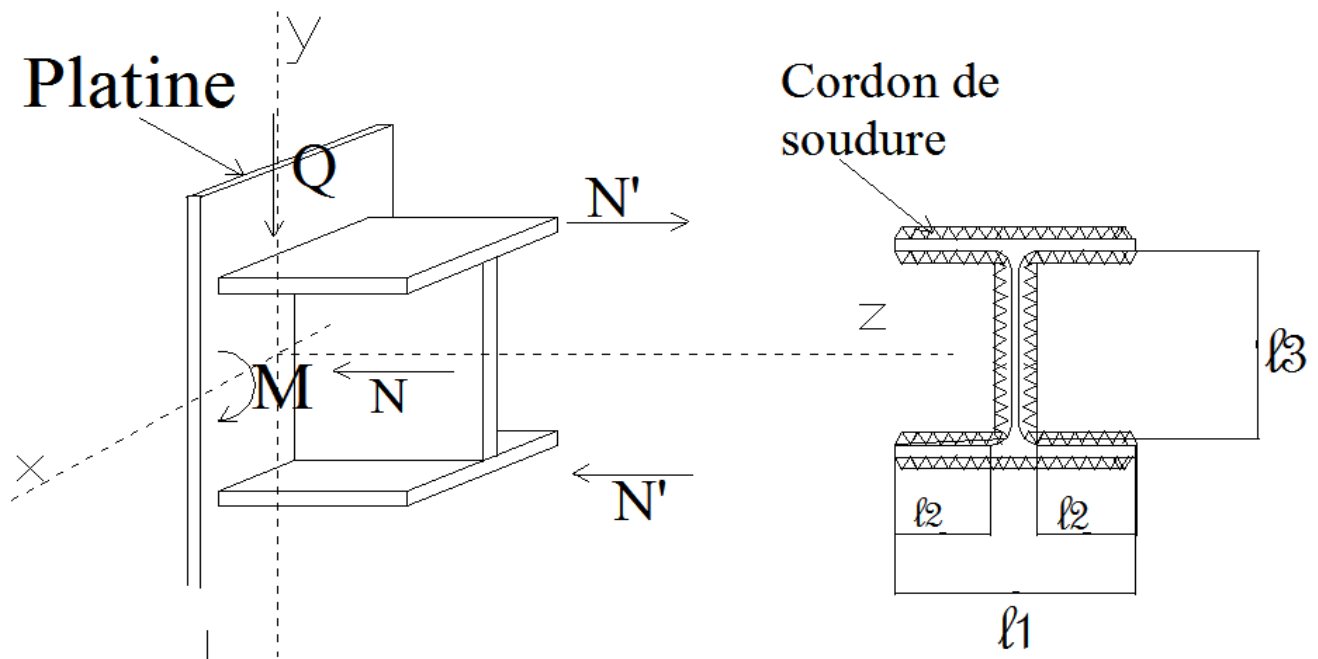 y
Platine
Q
N'
M
N
x
N'
Cordon de
soudure
z
ℓ3
ℓ2
ℓ2
ℓ1